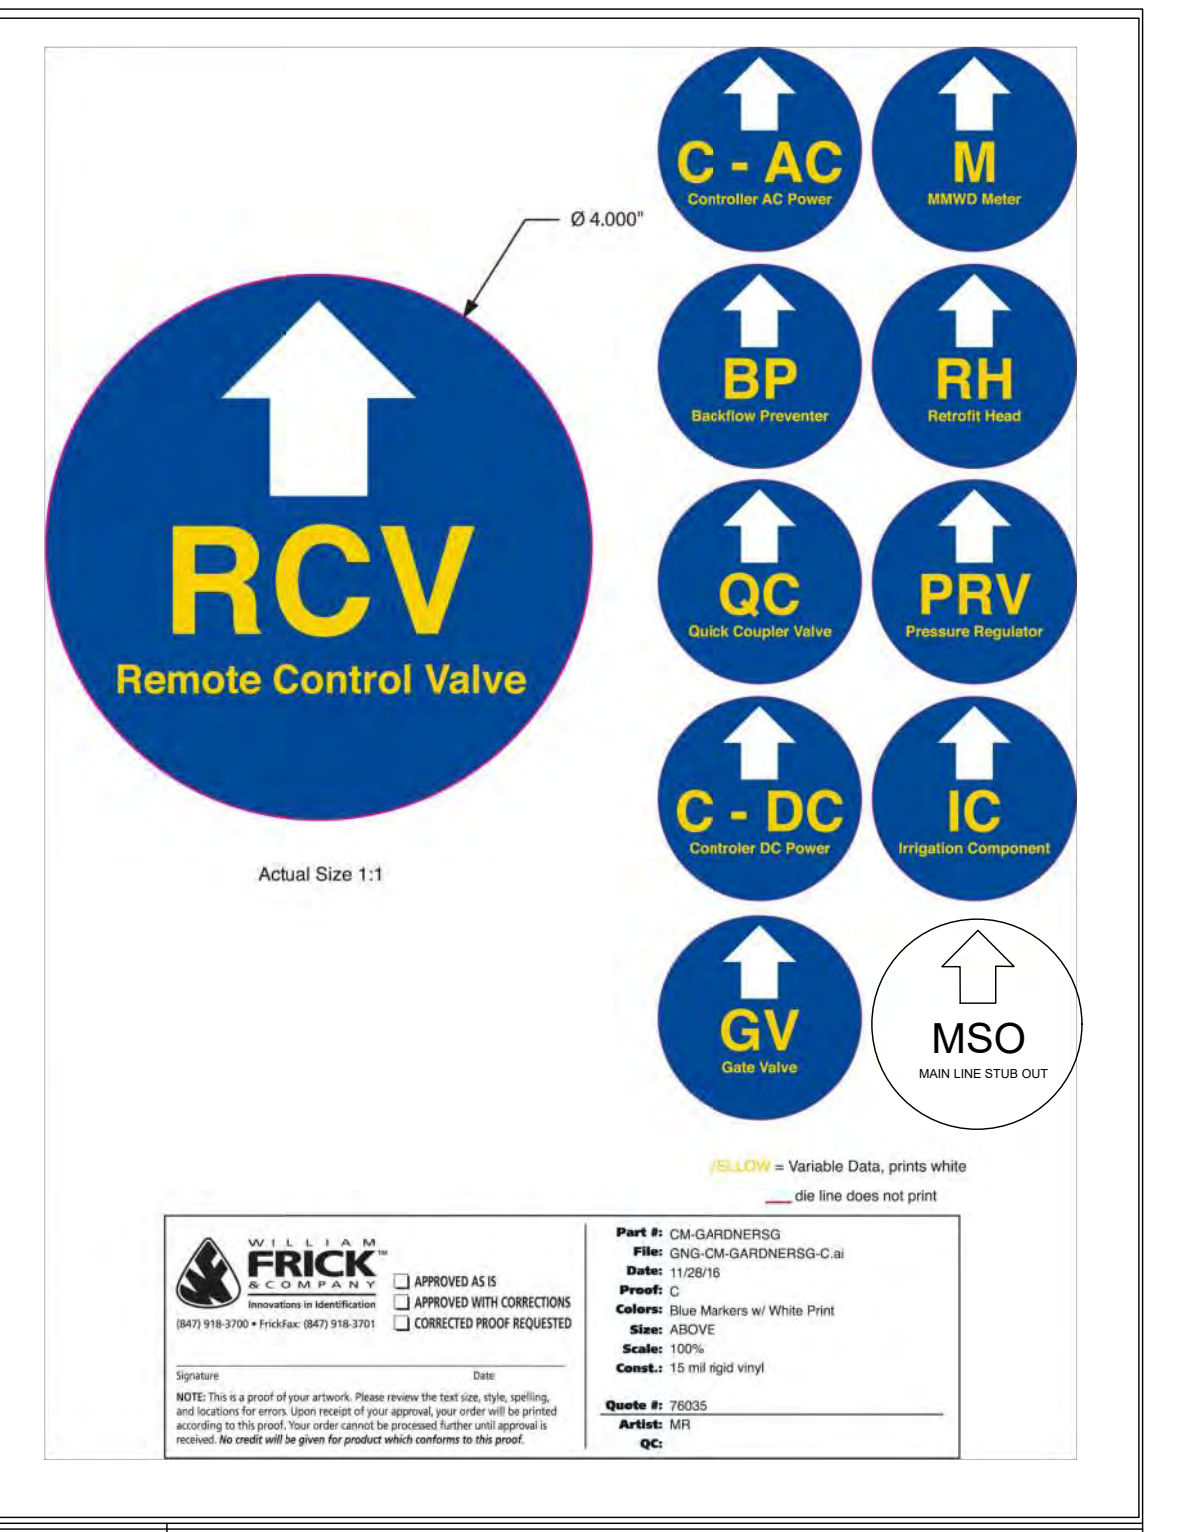 Ø 4.000"
RCV
Remote Control Valve
Actual Size 1:1
C - AC
Controller AC Power
M
MMWD Meter
BP
Backflow Preventer
RH
Retrofit Head
QC
Quick Coupler Valve
PRV
Pressure Regulator
C - DC
Controler DC Power
IC
Irrigation Component
GV
Gate Valve
MSO
MAIN LINE STUB OUT
YELLOW = Variable Data, prints white
die line does not print
WILLIAM
FRICK™
& COMPANY
Innovations in Identification
(847) 918-3700 • FrickFax: (847) 918-3701
APPROVED AS IS
APPROVED WITH CORRECTIONS
CORRECTED PROOF REQUESTED
Signature Date
NOTE: This is a proof of your artwork. Please review the text size, style, spelling,
and locations for errors. Upon receipt of your approval, your order will be printed
according to this proof. Your order cannot be processed further until approval is
received. No credit will be given for product which conforms to this proof.
Part #: CM-GARDNERSG
File: GNG-CM-GARDNERSG-C.ai
Date: 11/28/16
Proof: C
Colors: Blue Markers w/ White Print
Size: ABOVE
Scale: 100%
Const.: 15 mil rigid vinyl
Quote #: 76035
Artist: MR
QC: